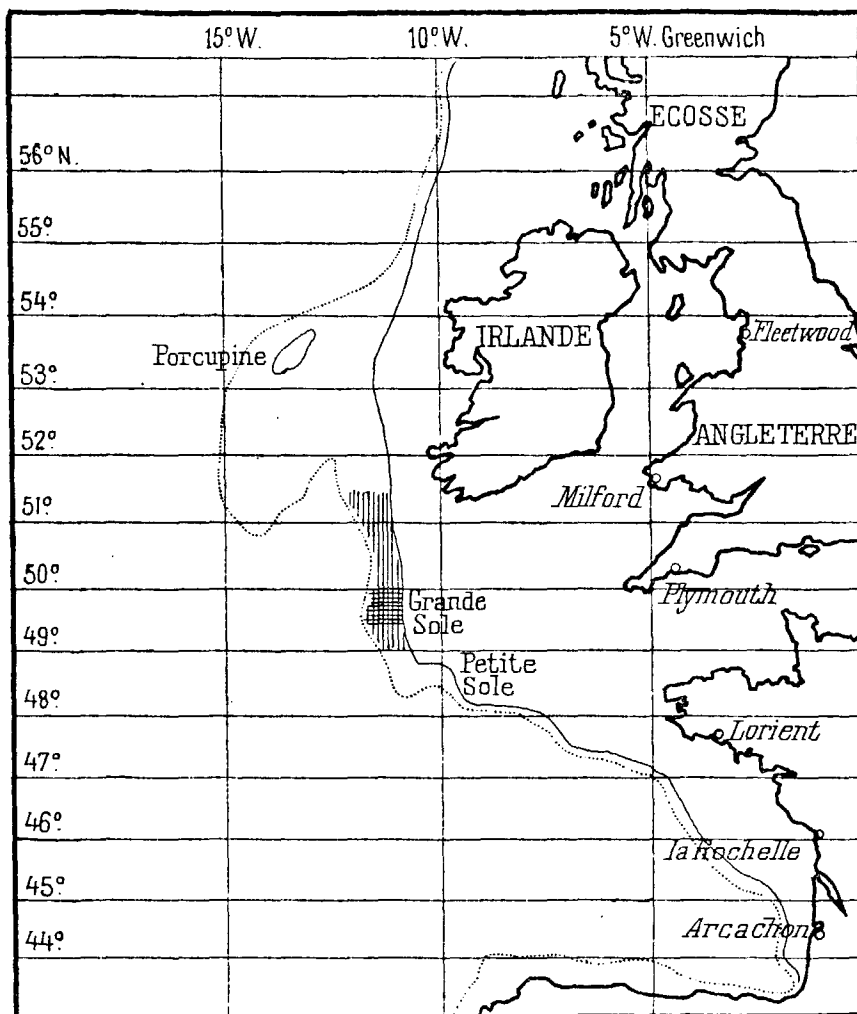 15° W.
10° W.
5° W. Greenwich
ECOSSE
56° N.
55°
54°
IRLANDE
Fleetwood
Porcupine
53°
52°
ANGLETERRE
Milford
51°
50°
Grande
Sole
Plymouth
49°
Petite
Sole
48°
Lorient
47°
46°
la Rochelle
45°
Arcachon
44°